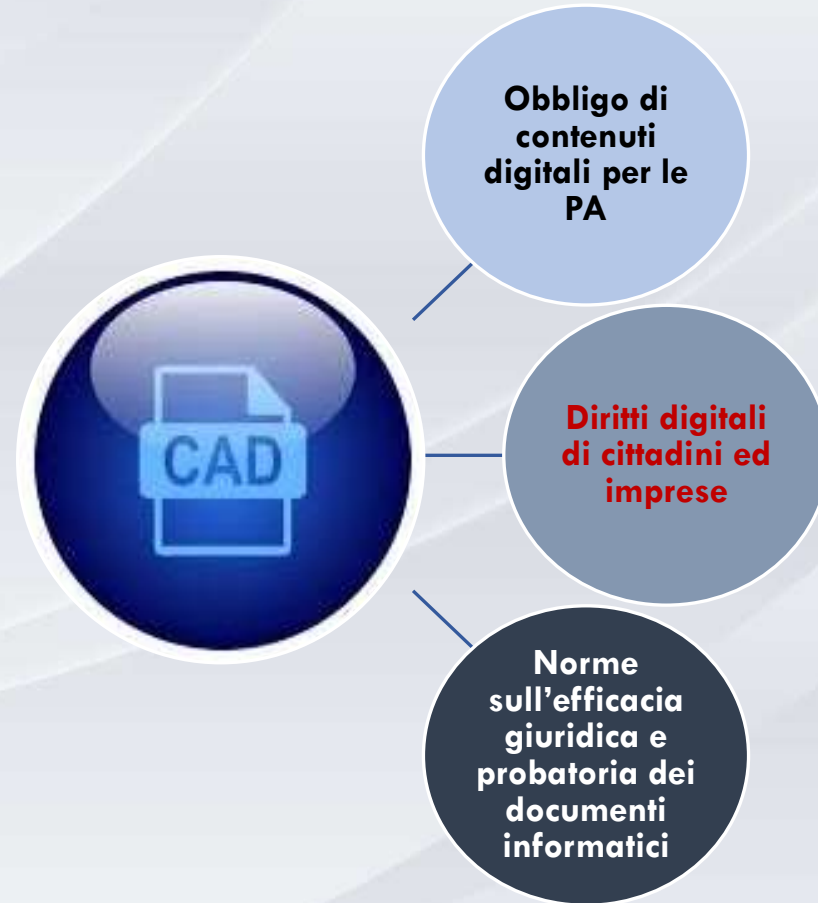 Obbligo di
contenuti
digitali per le
PA
CAD
Diritti digitali
di cittadini ed
imprese
Norme
sull’efficacia
giuridica e
probatoria dei
documenti
informatici